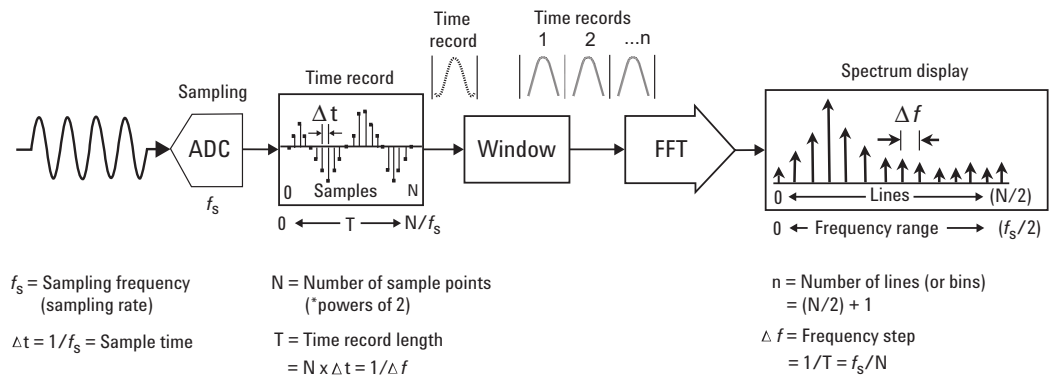 Time
record
Time records
1 2 ...n
Sampling
Time record
Spectrum display
Δt
Δf
ADC
Window
FFT
0 Samples N
fs
0 T N/fs
0 Lines (N/2)
0 Frequency range (fs/2)
fs = Sampling frequency
(sampling rate)
Δt = 1/fs = Sample time
N = Number of sample points
(*powers of 2)
T = Time record length
= N x Δt = 1/Δf
n = Number of lines (or bins)
= (N/2) + 1
Δf = Frequency step
= 1/T = fs/N